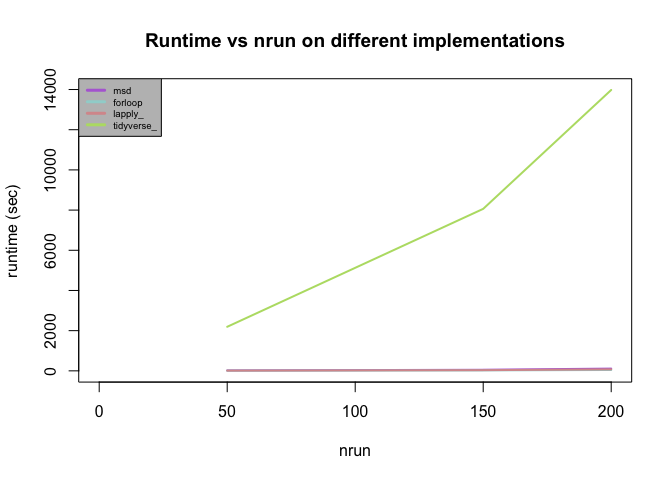 Runtime vs nrun on different implementations
msd
forloop
lapply_
tidyverse_
runtime (sec)
14000
10000
6000
2000
0
0 50 100 150 200
nrun